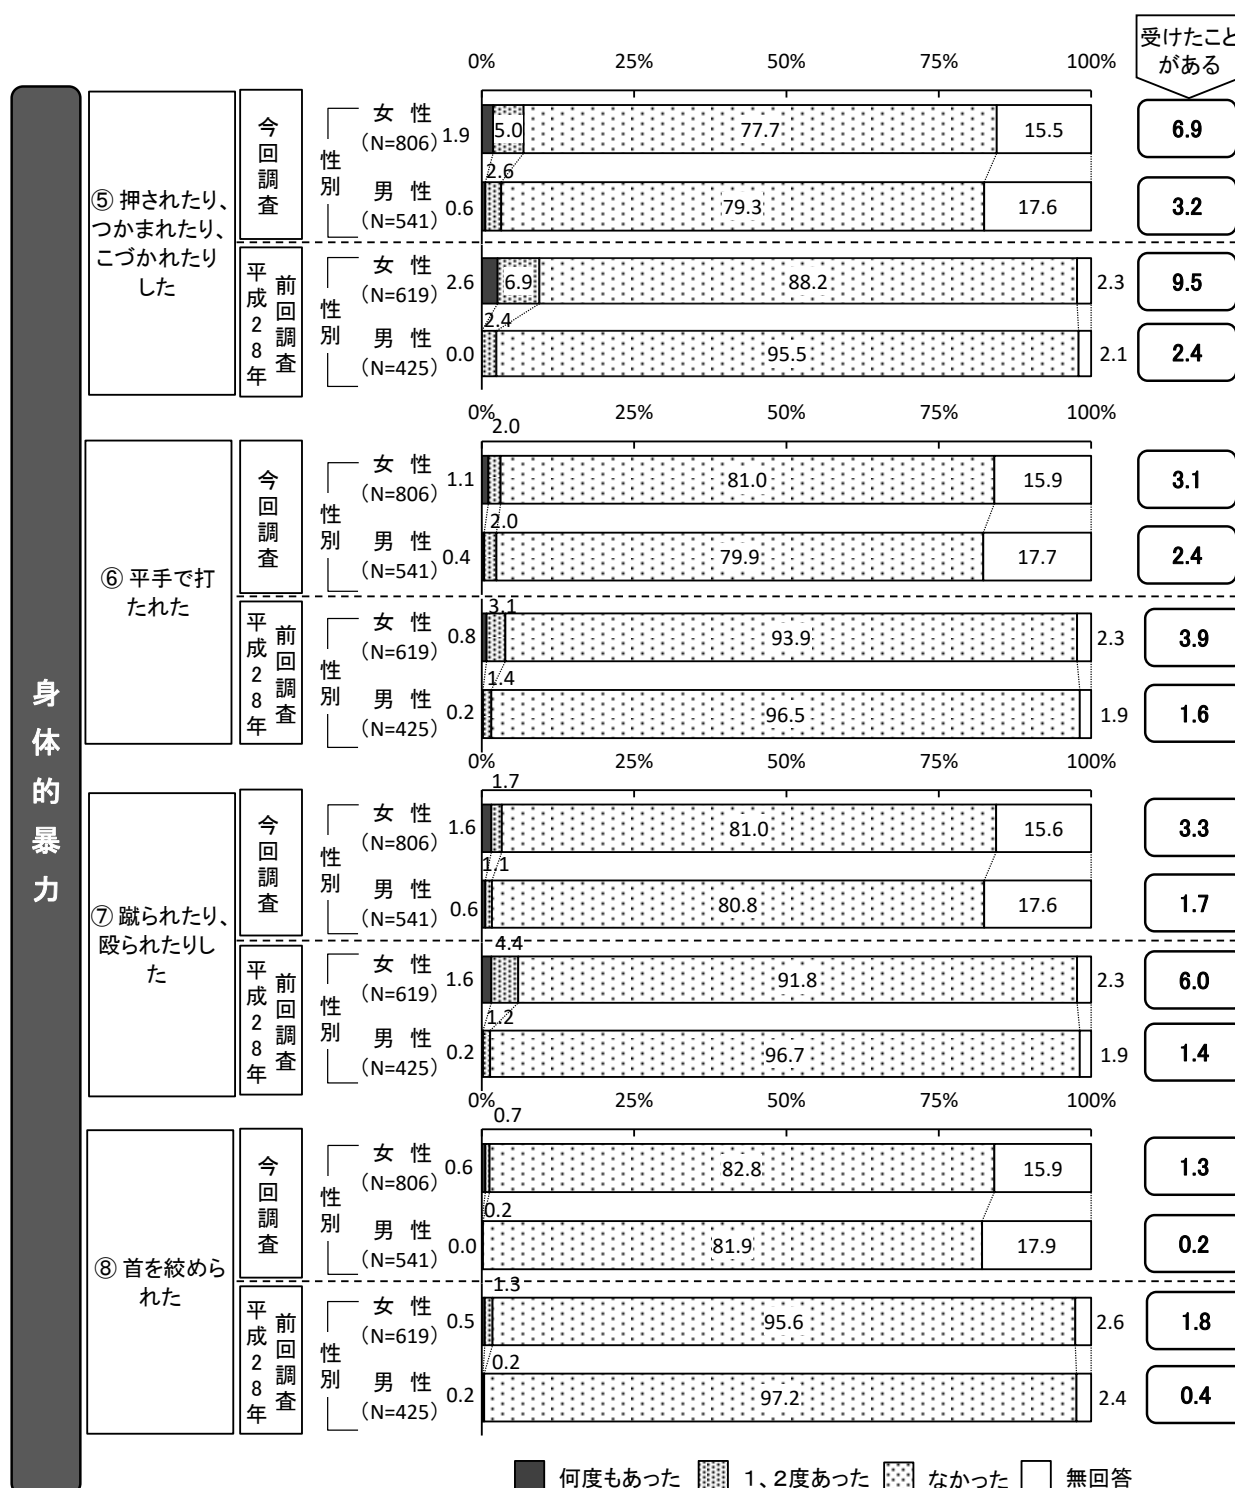 受けたこと
がある
0% 25% 50% 75% 100%
身体的暴力
⑤ 押されたり、
つかまれたり、
こづかれたり
した
今回調査
性別
女 性
(N=806)
1.9 5.0 77.7 15.5 6.9
男 性
(N=541)
0.6 2.6 79.3 17.6 3.2
前回調査
平成28年
性別
女 性
(N=619)
2.6 6.9 88.2 2.3 9.5
男 性
(N=425)
0.0 2.4 95.5 2.1 2.4
0% 25% 50% 75% 100%
⑥ 平手で打
たれた
今回調査
性別
女 性
(N=806)
1.1 2.0 81.0 15.9 3.1
男 性
(N=541)
0.4 2.0 79.9 17.7 2.4
前回調査
平成28年
性別
女 性
(N=619)
0.8 3.1 93.9 2.3 3.9
男 性
(N=425)
0.2 1.4 96.5 1.9 1.6
0% 25% 50% 75% 100%
⑦ 蹴られたり、
殴られたりし
た
今回調査
性別
女 性
(N=806)
1.6 1.7 81.0 15.6 3.3
男 性
(N=541)
0.6 1.1 80.8 17.6 1.7
前回調査
平成28年
性別
女 性
(N=619)
1.6 4.4 91.8 2.3 6.0
男 性
(N=425)
0.2 1.2 96.7 1.9 1.4
0% 25% 50% 75% 100%
⑧ 首を絞めら
れた
今回調査
性別
女 性
(N=806)
0.6 0.7 82.8 15.9 1.3
男 性
(N=541)
0.0 0.2 81.9 17.9 0.2
前回調査
平成28年
性別
女 性
(N=619)
0.5 1.3 95.6 2.6 1.8
男 性
(N=425)
0.2 0.2 97.2 2.4 0.4
何度もあった 1、2度あった なかった 無回答